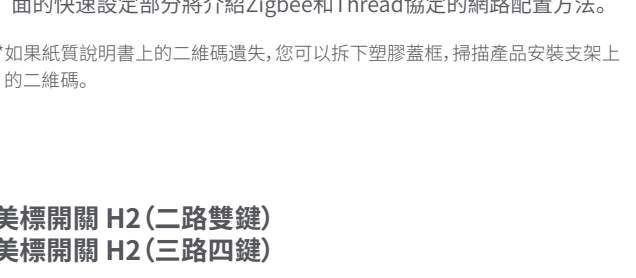 面的快速設定部分將介紹Zigbee和Thread協定的網路配置方法。
*如果紙質說明書上的二維碼遺失，您可以拆下塑膠蓋框，掃描產品安裝支架上
的二維碼。
美標開關 H2（二路雙鍵）
美標開關 H2（三路四鍵）